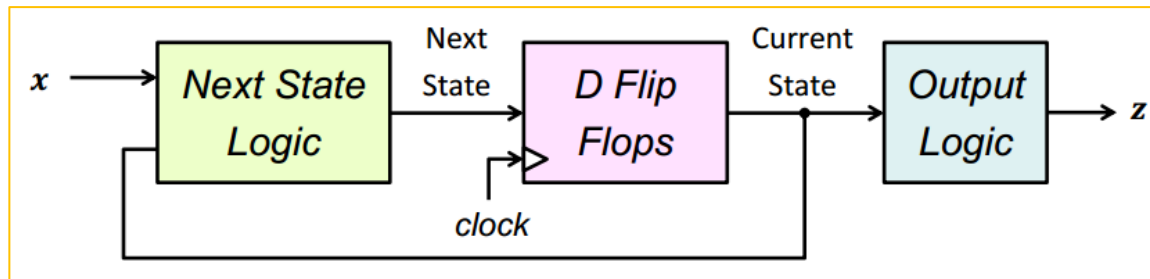 x
Next State
Logic
Next
State
D Flip
Flops
clock
Current
State
Output
Logic
z